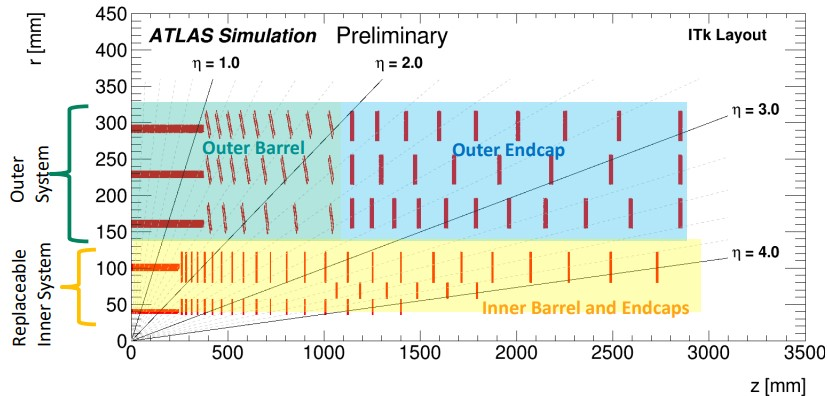 r [mm]
450
400
350
300
250
200
150
100
50
0
ATLAS Simulation Preliminary
ITk Layout
η = 1.0
η = 2.0
η = 3.0
η = 4.0
Outer Barrel
Outer Endcap
Inner Barrel and Endcaps
Outer
System
Replaceable
Inner System
0 500 1000 1500 2000 2500 3000 3500
z [mm]